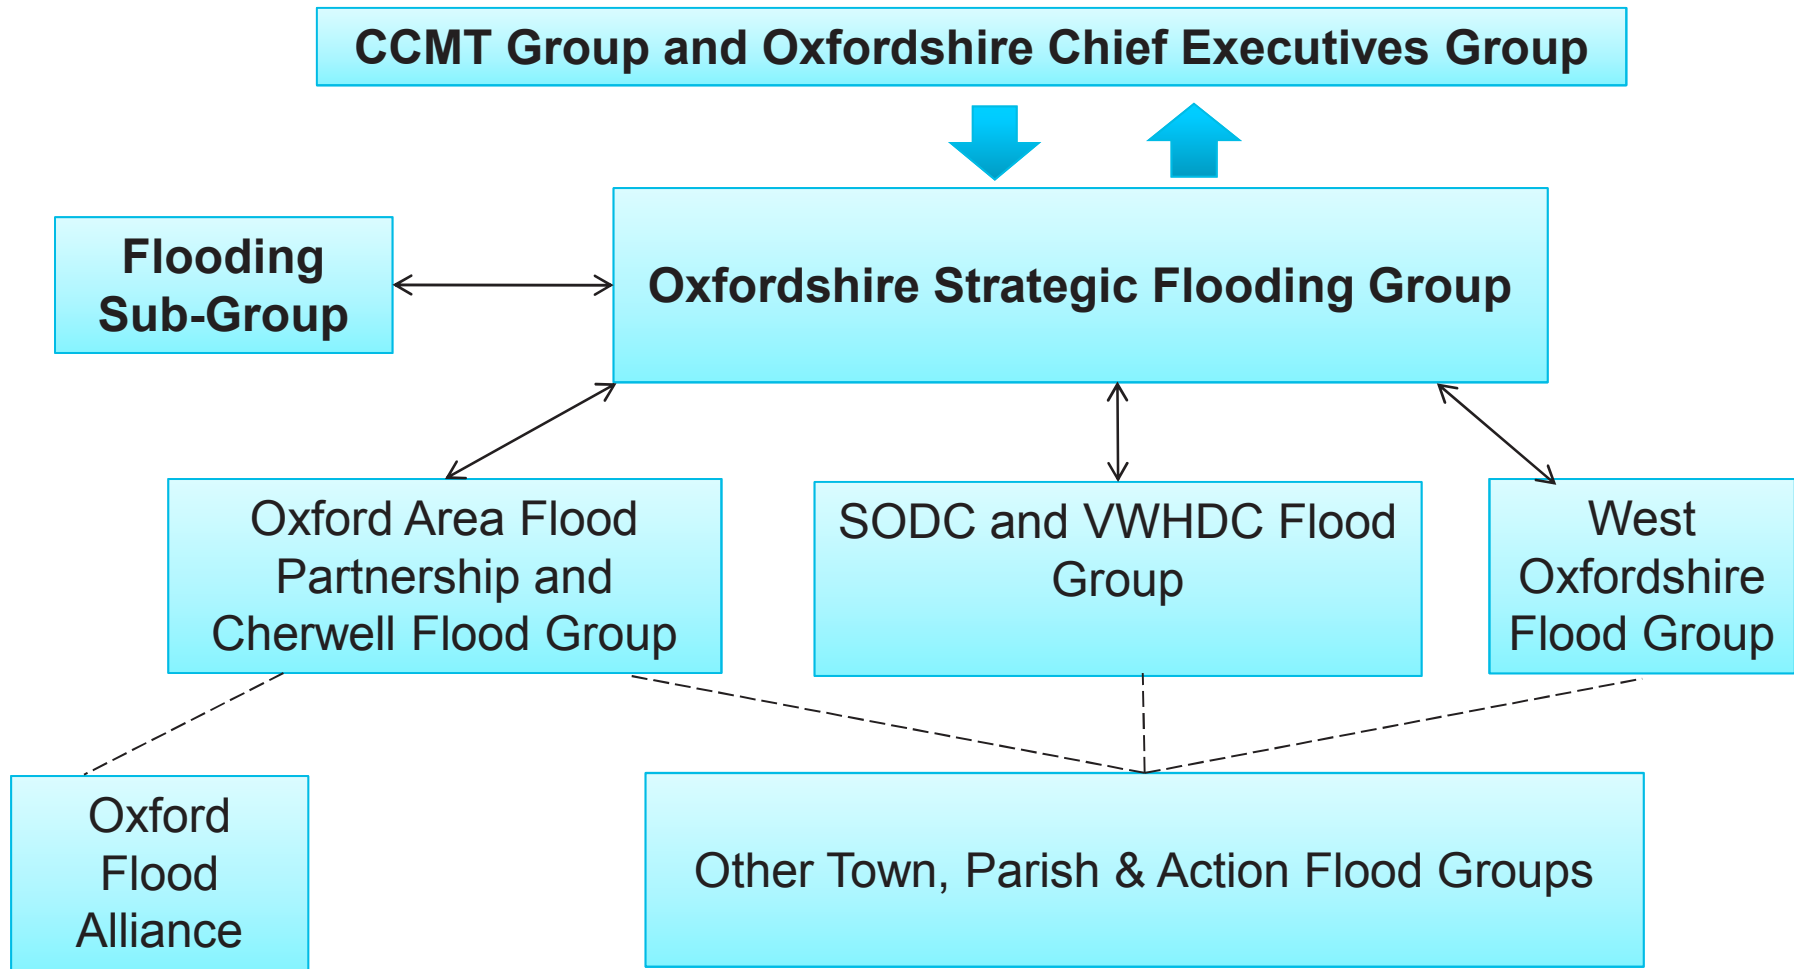 CCMT Group and Oxfordshire Chief Executives Group
Flooding
Sub-Group
Oxfordshire Strategic Flooding Group
Oxford Area Flood
Partnership and
Cherwell Flood Group
SODC and VWHDC Flood
Group
West
Oxfordshire
Flood Group
Oxford
Flood
Alliance
Other Town, Parish & Action Flood Groups